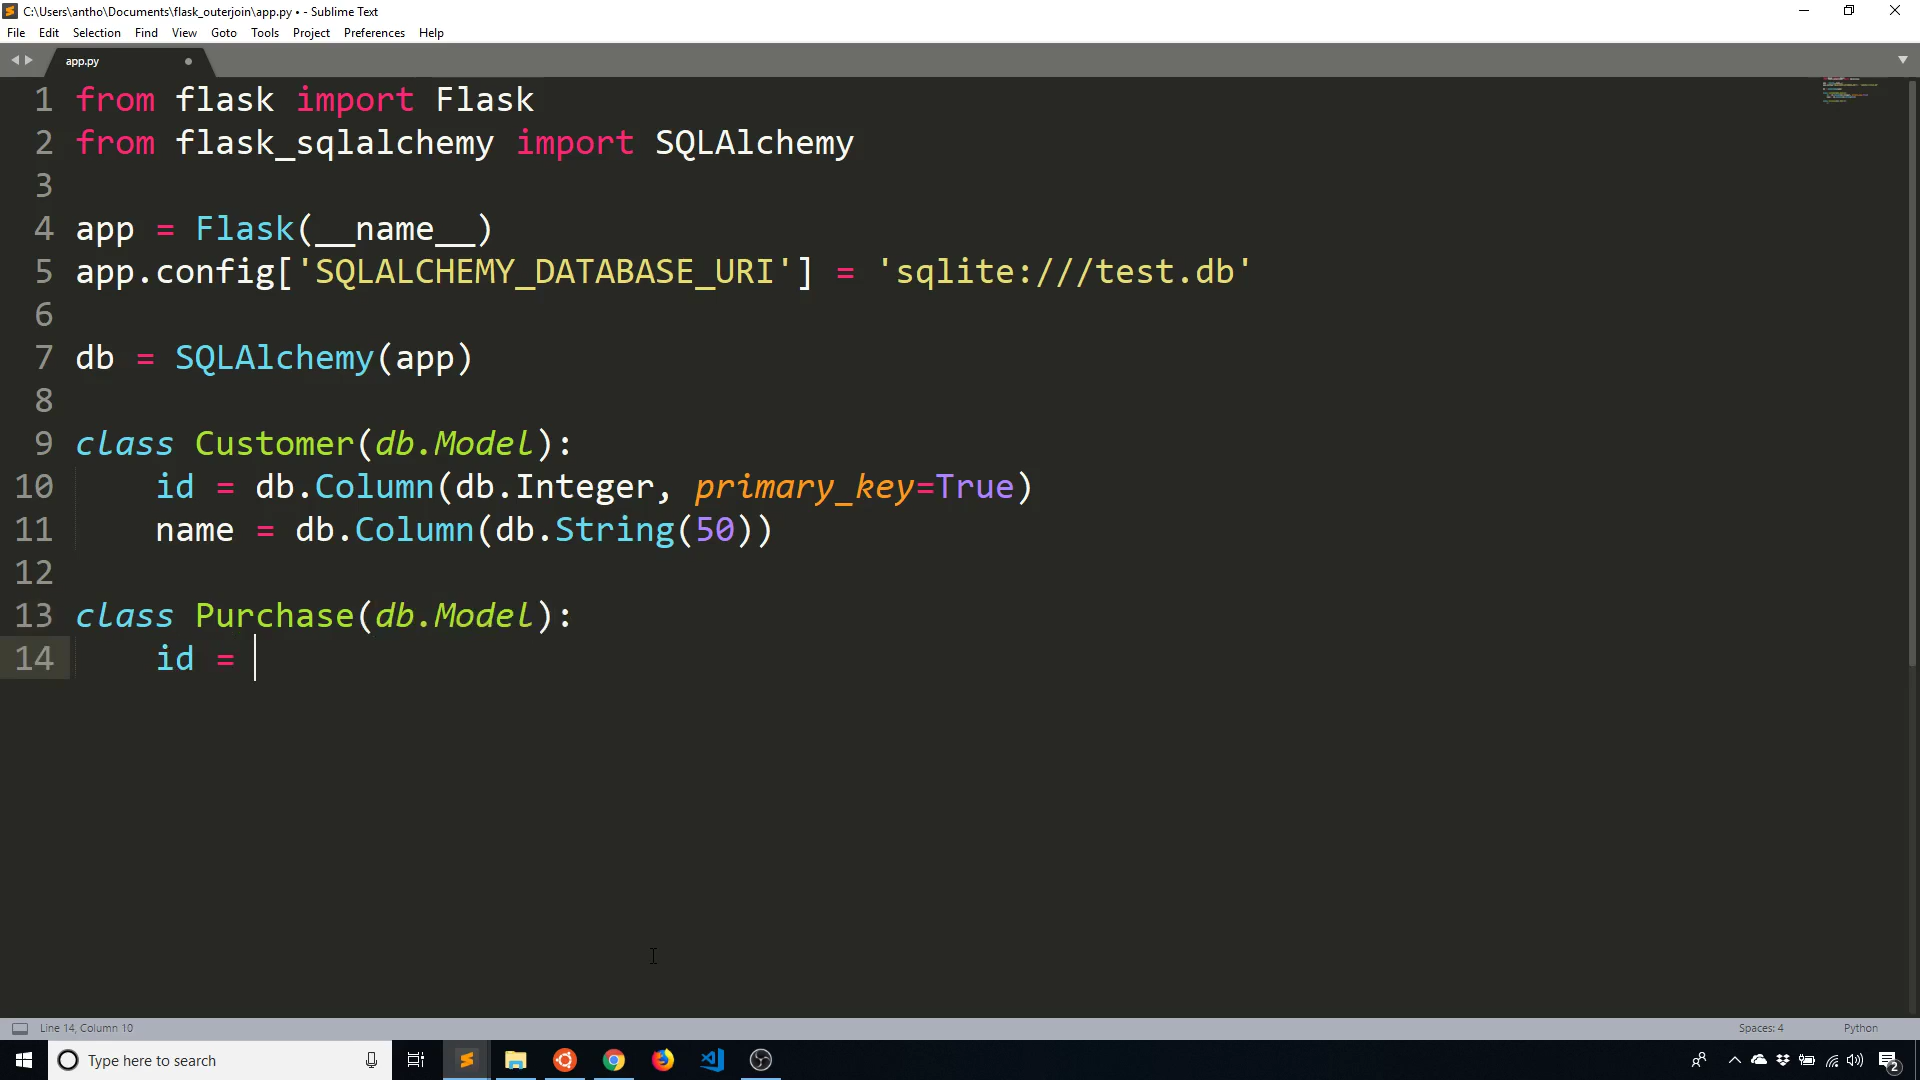 C:\Users\antho\Documents\flask_outerjoin\app.py • - Sublime Text
File Edit Selection Find View Goto Tools Project Preferences Help
app.py
1 from flask import Flask
2 from flask_sqlalchemy import SQLAlchemy
3
4 app = Flask(__name__)
5 app.config['SQLALCHEMY_DATABASE_URI'] = 'sqlite:///test.db'
6
7 db = SQLAlchemy(app)
8
9 class Customer(db.Model):
10     id = db.Column(db.Integer, primary_key=True)
11     name = db.Column(db.String(50))
12
13 class Purchase(db.Model):
14     id =
Line 14, Column 10 Spaces: 4 Python
Type here to search 2